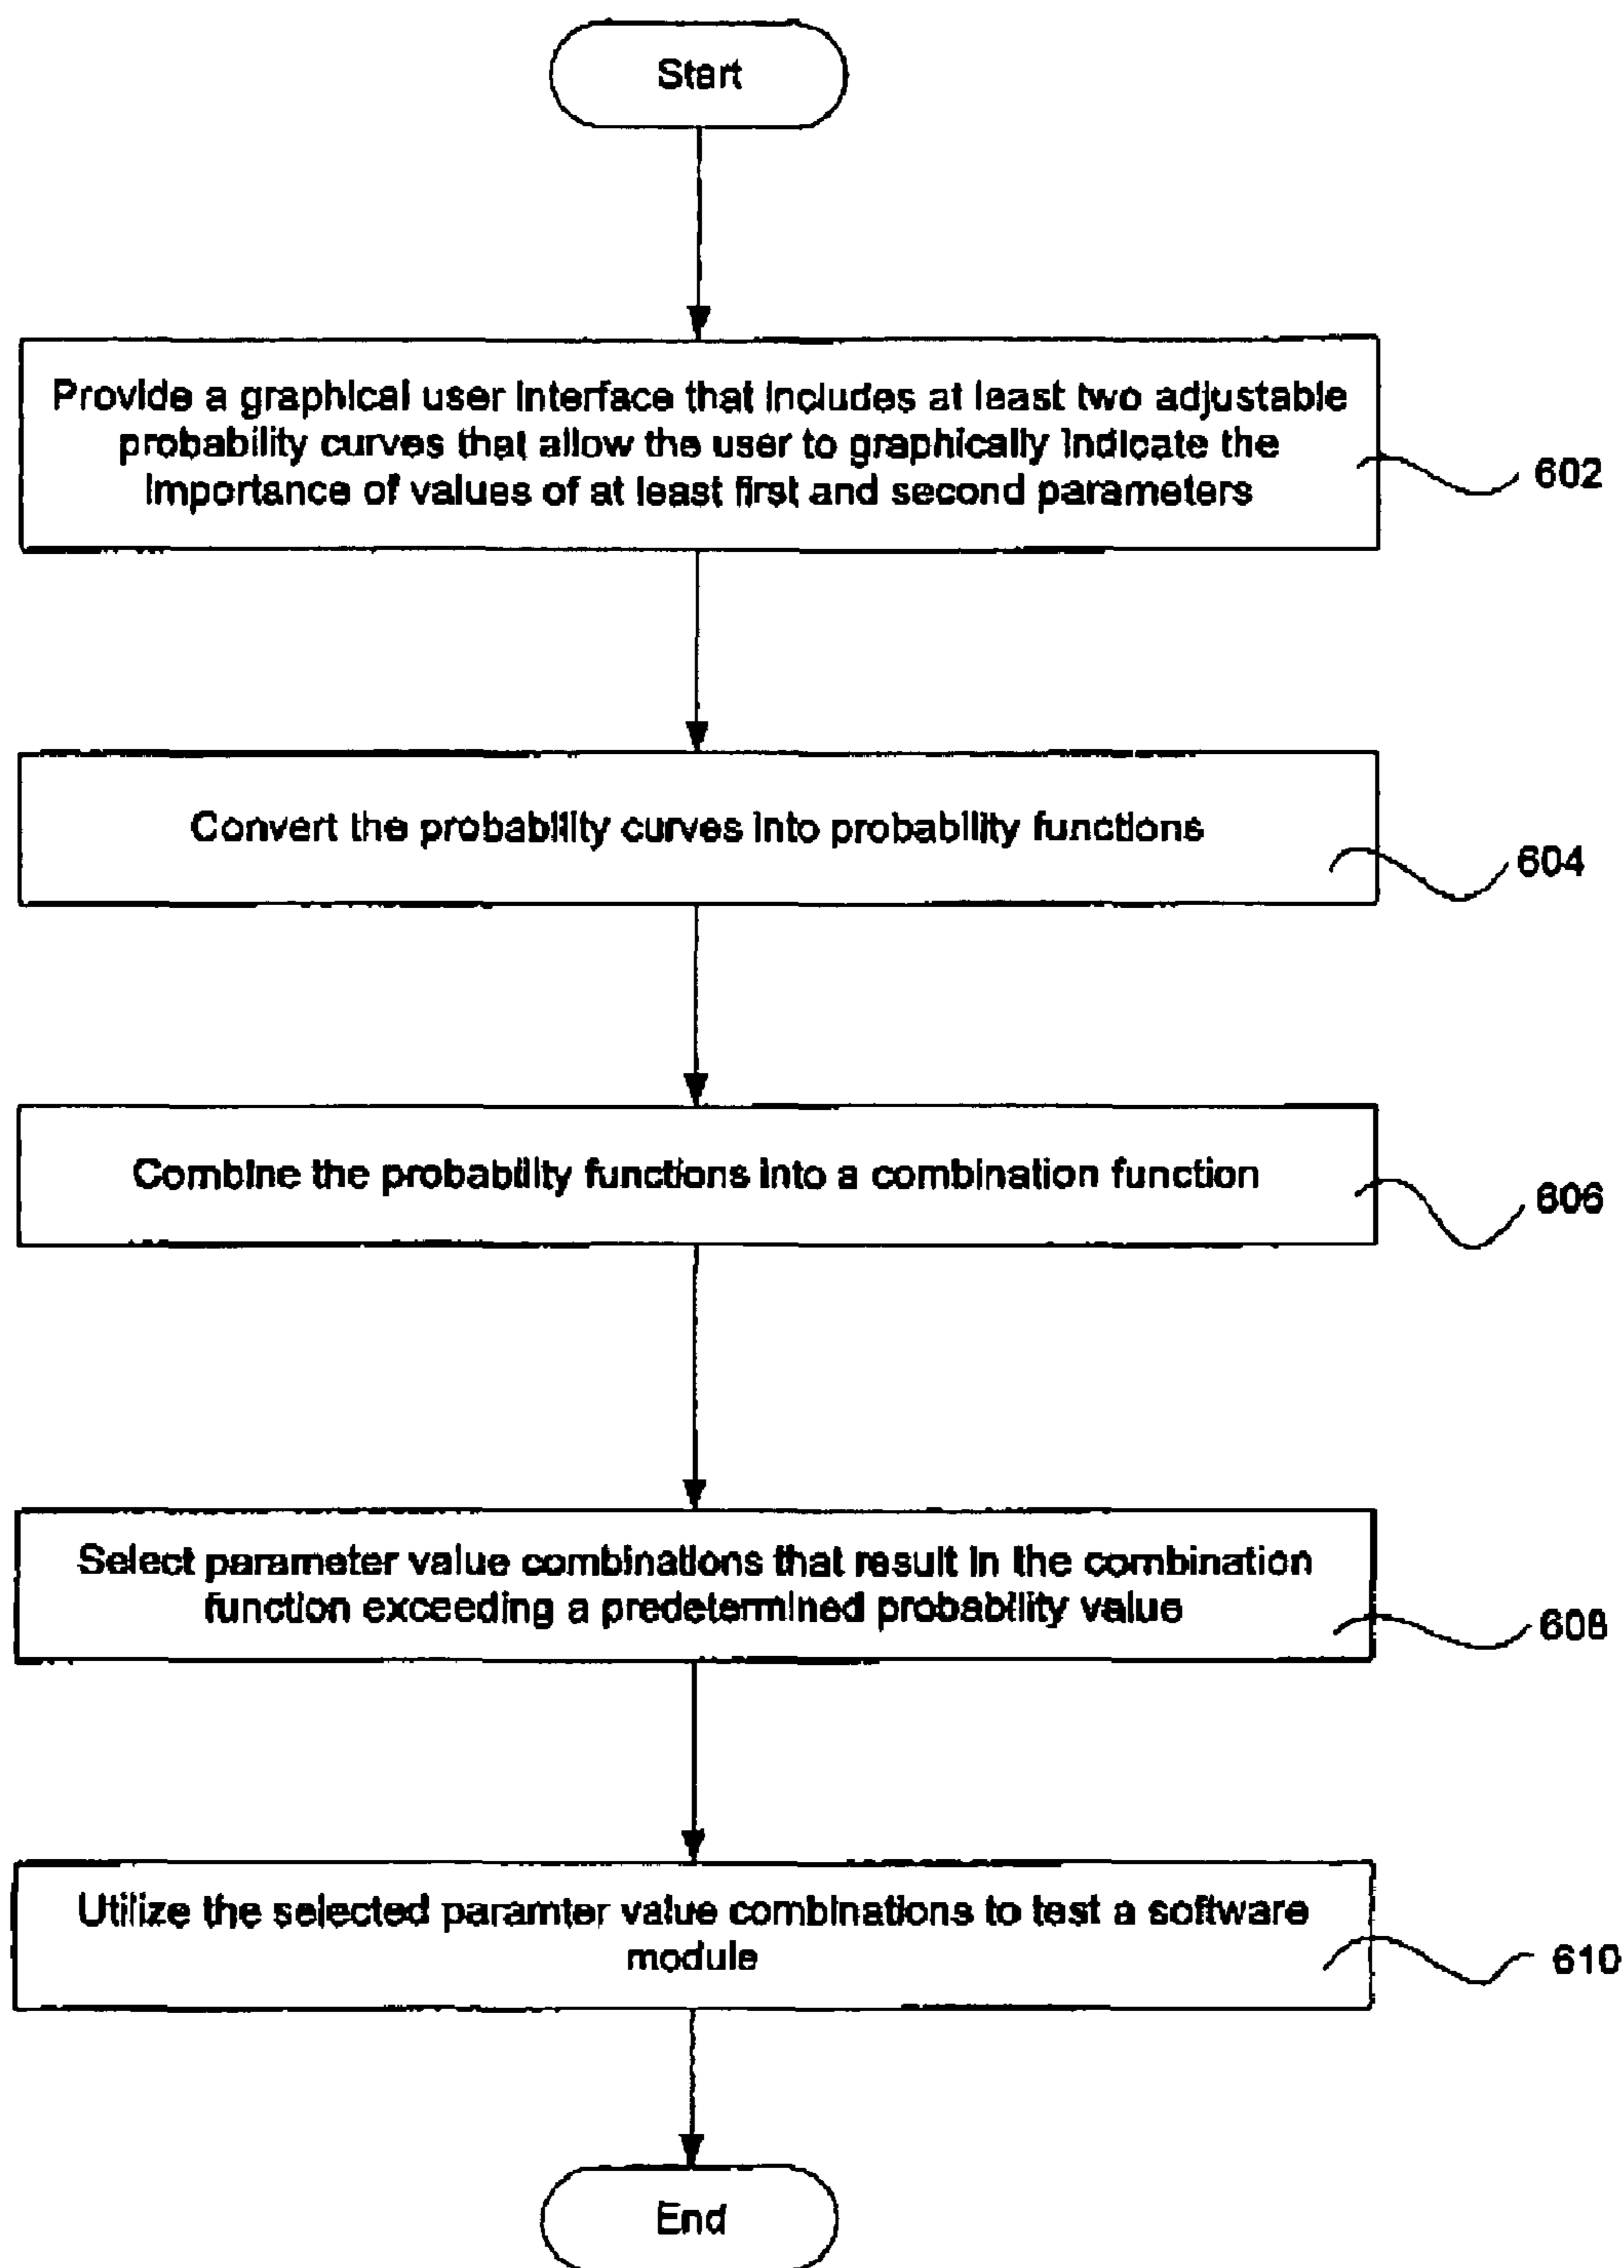 Start
Provide a graphical user interface that includes at least two adjustable
probability curves that allow the user to graphically indicate the
importance of values of at least first and second parameters
602
Convert the probability curves into probability functions
604
Combine the probability functions into a combination function
606
Select parameter value combinations that result in the combination
function exceeding a predetermined probability value
608
Utilize the selected paramter value combinations to test a software
module
610
End